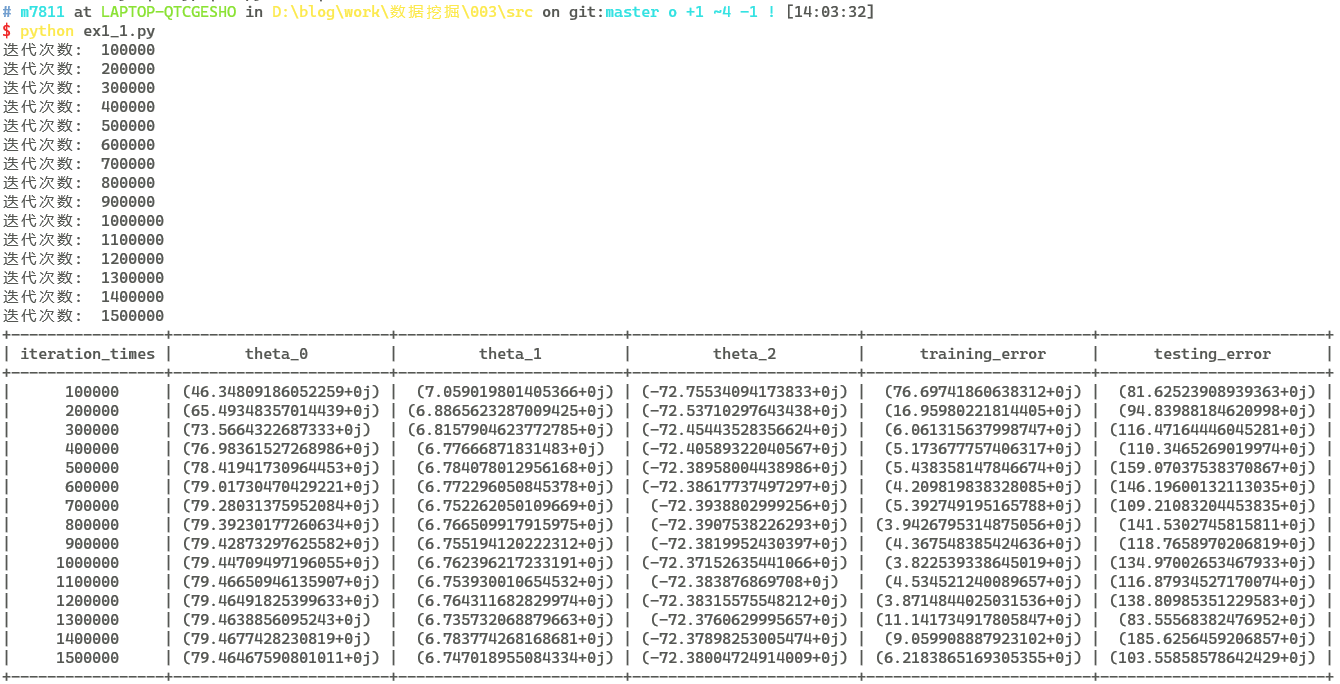 # m7811 at LAPTOP-QTCGESHO in D:\blog\work\数据挖掘\003\src on git:master o +1 ~4 -1 ! [14:03:32]
$ python ex1_1.py
迭代次数:  100000
迭代次数:  200000
迭代次数:  300000
迭代次数:  400000
迭代次数:  500000
迭代次数:  600000
迭代次数:  700000
迭代次数:  800000
迭代次数:  900000
迭代次数:  1000000
迭代次数:  1100000
迭代次数:  1200000
迭代次数:  1300000
迭代次数:  1400000
迭代次数:  1500000
| iteration_times | theta_0 | theta_1 | theta_2 | training_error | testing_error |
| 100000 | (46.34809186052259+0j) | (7.059019801405366+0j) | (-72.75534094173833+0j) | (76.69741860638312+0j) | (81.62523908939363+0j) |
| 200000 | (65.49348357014439+0j) | (6.8865623287009425+0j) | (-72.53710297643438+0j) | (16.95980221814405+0j) | (94.83988184620998+0j) |
| 300000 | (73.5664322687333+0j) | (6.8157904623772785+0j) | (-72.45443528356624+0j) | (6.061315637998747+0j) | (116.47164446045281+0j) |
| 400000 | (76.98361527268986+0j) | (6.77666871831483+0j) | (-72.40589322040567+0j) | (5.173677757406317+0j) | (110.3465269019974+0j) |
| 500000 | (78.41941730964453+0j) | (6.784078012956168+0j) | (-72.38958004438986+0j) | (5.438358147846674+0j) | (159.07037538370867+0j) |
| 600000 | (79.01730470429221+0j) | (6.772296050845378+0j) | (-72.38617737497297+0j) | (4.209819838328085+0j) | (146.19600132113035+0j) |
| 700000 | (79.28031375952084+0j) | (6.752262050109669+0j) | (-72.3938802999256+0j) | (5.392749195165788+0j) | (109.21083204453835+0j) |
| 800000 | (79.39230177260634+0j) | (6.766509917915975+0j) | (-72.3907538226293+0j) | (3.9426795314875056+0j) | (141.5302745815811+0j) |
| 900000 | (79.42873297625582+0j) | (6.755194120222312+0j) | (-72.3819952430397+0j) | (4.367548385424636+0j) | (118.7658970206819+0j) |
| 1000000 | (79.44709497196055+0j) | (6.762396217233191+0j) | (-72.37152635441066+0j) | (3.822539338645019+0j) | (134.97002653467933+0j) |
| 1100000 | (79.46650946135907+0j) | (6.753930010654532+0j) | (-72.383876869708+0j) | (4.534521240089657+0j) | (116.87934527170074+0j) |
| 1200000 | (79.46491825399633+0j) | (6.764311682829974+0j) | (-72.38315575548212+0j) | (3.8714844025031536+0j) | (138.80985351229583+0j) |
| 1300000 | (79.4638856095243+0j) | (6.735732068879663+0j) | (-72.3760629995657+0j) | (11.141734917805847+0j) | (83.55568382476952+0j) |
| 1400000 | (79.4677428230819+0j) | (6.783774268168681+0j) | (-72.37898253005474+0j) | (9.059908887923102+0j) | (185.6256459206857+0j) |
| 1500000 | (79.46467590801011+0j) | (6.74701895508433​4+0j) | (-72.38004724914009+0j) | (6.2183865169305355+0j) | (103.55858578642429+0j) |